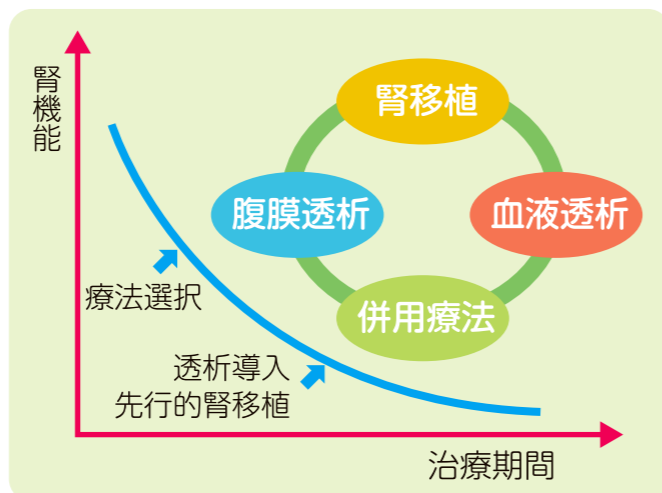 腎機能
腎移植
腹膜透析
血液透析
併用療法
療法選択
透析導入
先行的腎移植
治療期間